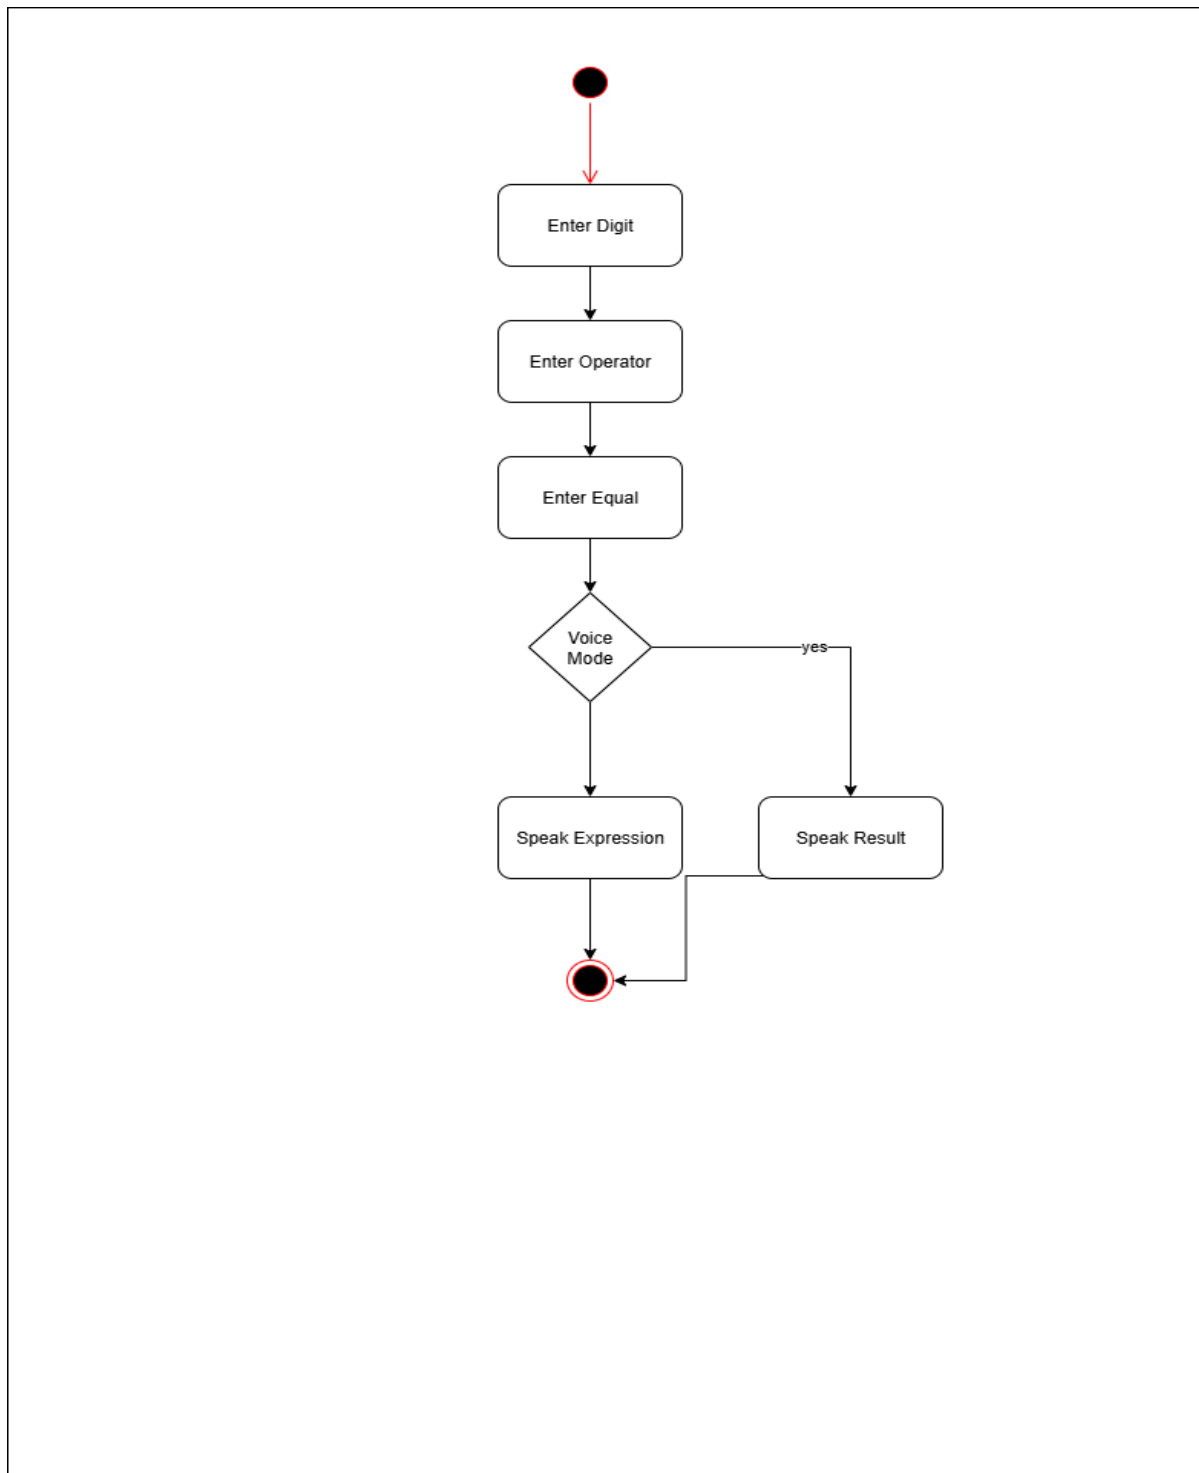 Enter Digit
Enter Operator
Enter Equal
Voice
Mode
yes
Speak Expression
Speak Result